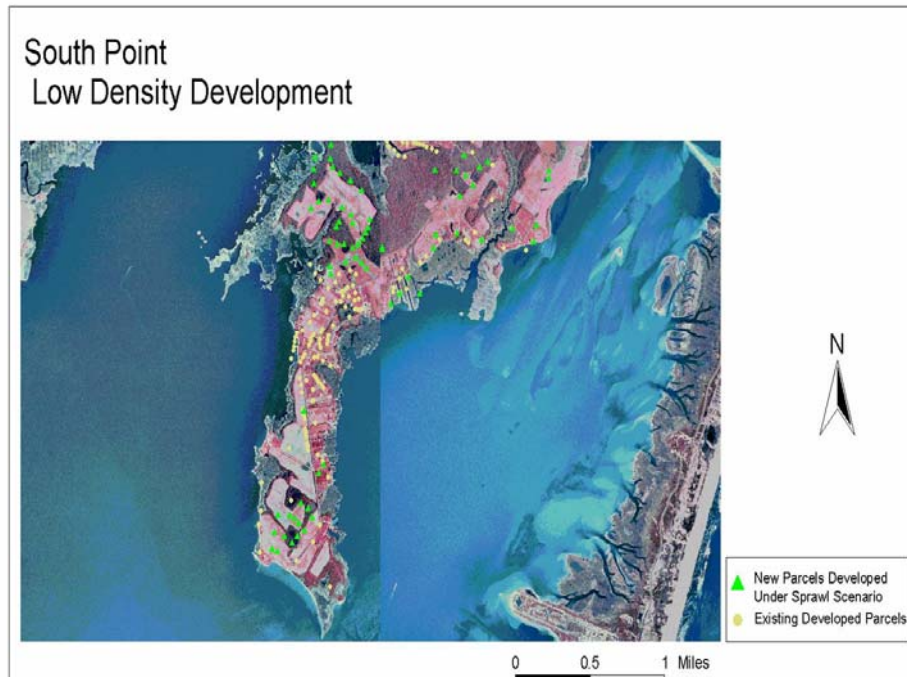 South Point
Low Density Development
N
New Parcels Developed
Under Sprawl Scenario
Existing Developed Parcels
0 0.5 1 Miles